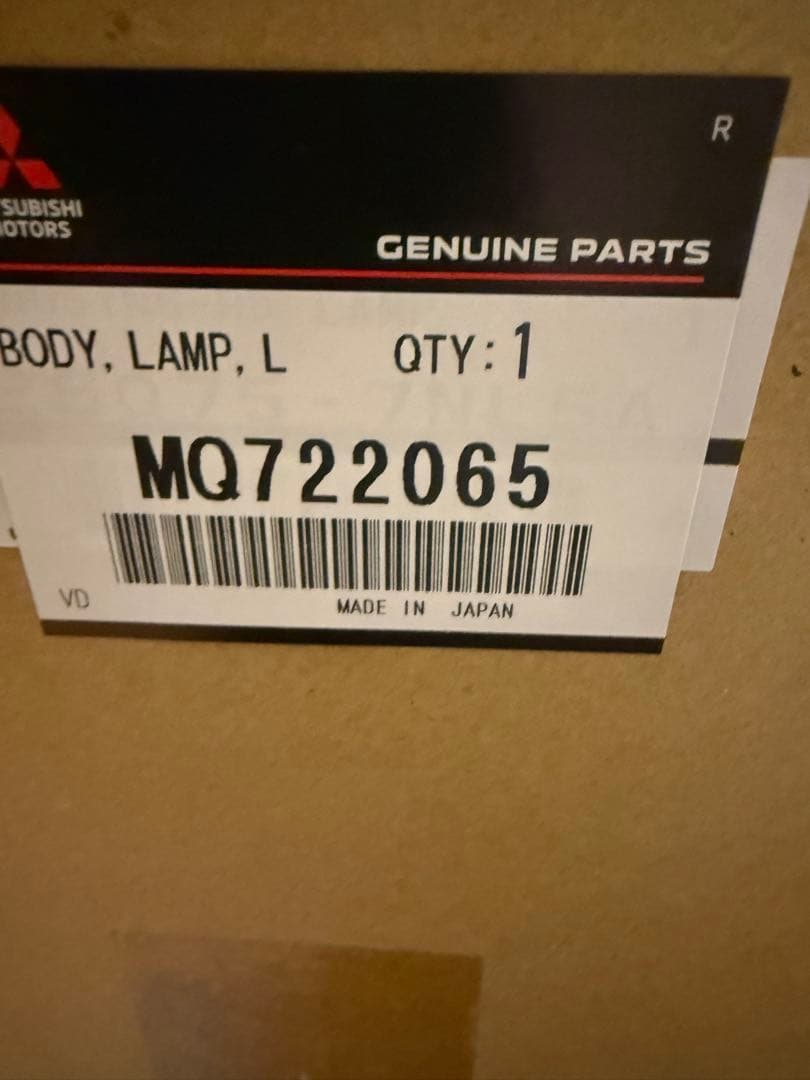 R
SUBISHI
OTORS
GENUINE PARTS
BODY, LAMP, L QTY: 1
MQ722065
VD MADE IN JAPAN